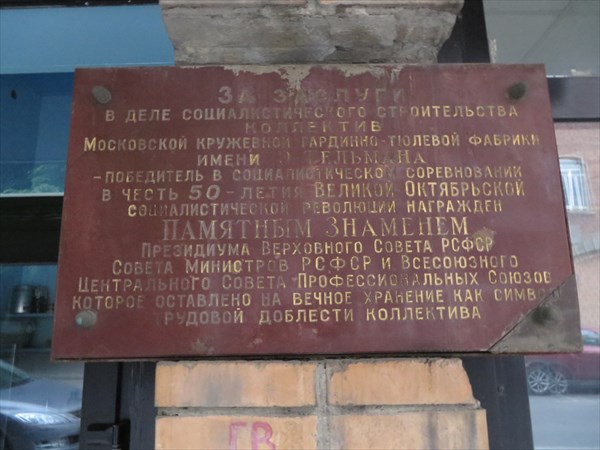 ЗА ЗАСЛУГИ
В ДЕЛЕ СОЦИАЛИСТИЧЕСКОГО СТРОИТЕЛЬСТВА
КОЛЛЕКТИВ
МОСКОВСКОЙ КРУЖЕВНОЙ ГАРДИННО-ТЮЛЕВОЙ ФАБРИКИ
ИМЕНИ Э ТЕЛЬМАНА
- ПОБЕДИТЕЛЬ В СОЦИАЛИСТИЧЕСКОМ СОРЕВНОВАНИИ
В ЧЕСТЬ 50-ЛЕТИЯ ВЕЛИКОЙ ОКТЯБРЬСКОЙ
СОЦИАЛИСТИЧЕСКОЙ РЕВОЛЮЦИИ НАГРАЖДЕН
ПАМЯТНЫМ ЗНАМЕНЕМ
ПРЕЗИДИУМА ВЕРХОВНОГО СОВЕТА РСФСР
СОВЕТА МИНИСТРОВ РСФСР И ВСЕСОЮЗНОГО
ЦЕНТРАЛЬНОГО СОВЕТА ПРОФЕССИОНАЛЬНЫХ СОЮЗОВ
КОТОРОЕ ОСТАВЛЕНО НА ВЕЧНОЕ ХРАНЕНИЕ КАК СИМВОЛ
ТРУДОВОЙ ДОБЛЕСТИ КОЛЛЕКТИВА
ГВ